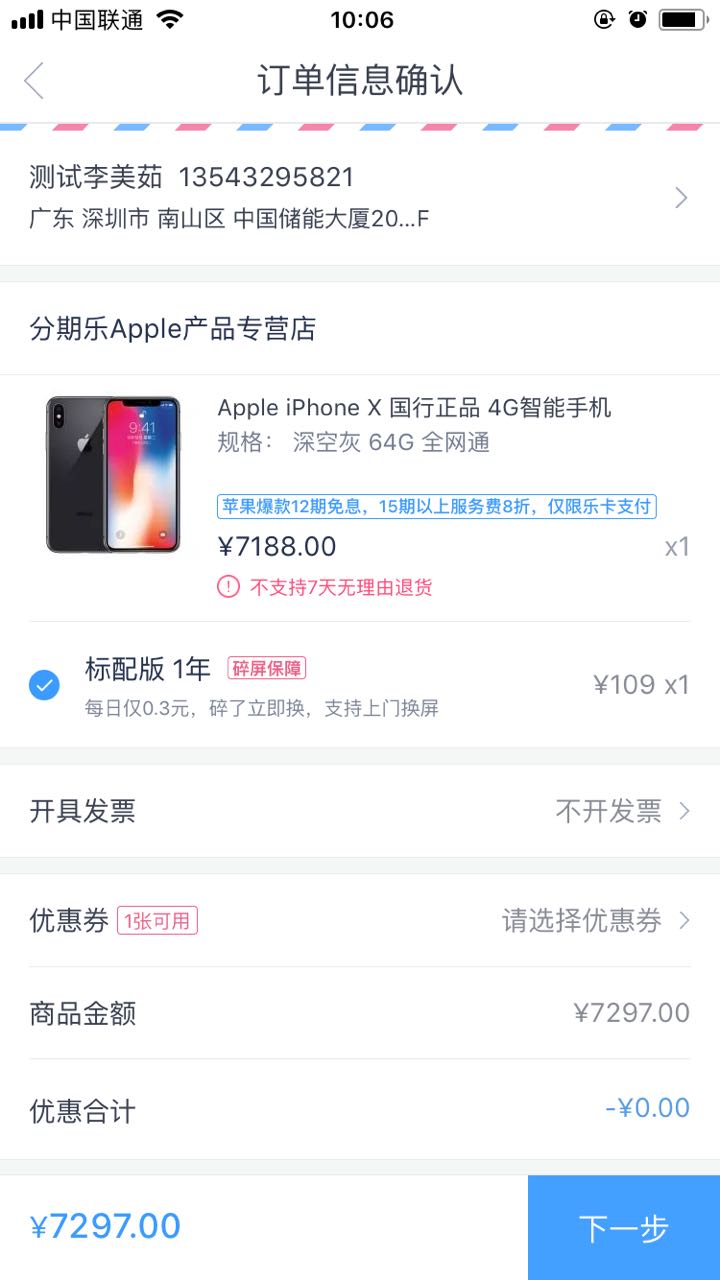 中国联通 10:06
订单信息确认
测试李美茹 13543295821
广东 深圳市 南山区 中国储能大厦20...F
分期乐Apple产品专营店
Apple iPhone X 国行正品 4G智能手机
规格： 深空灰 64G 全网通
苹果爆款12期免息，15期以上服务费8折，仅限乐卡支付
¥7188.00 x1
不支持7天无理由退货
标配版 1年 碎屏保障
¥109 x1
每日仅0.3元，碎了立即换，支持上门换屏
开具发票 不开发票
优惠券 1张可用 请选择优惠券
商品金额 ¥7297.00
优惠合计 -¥0.00
¥7297.00 下一步